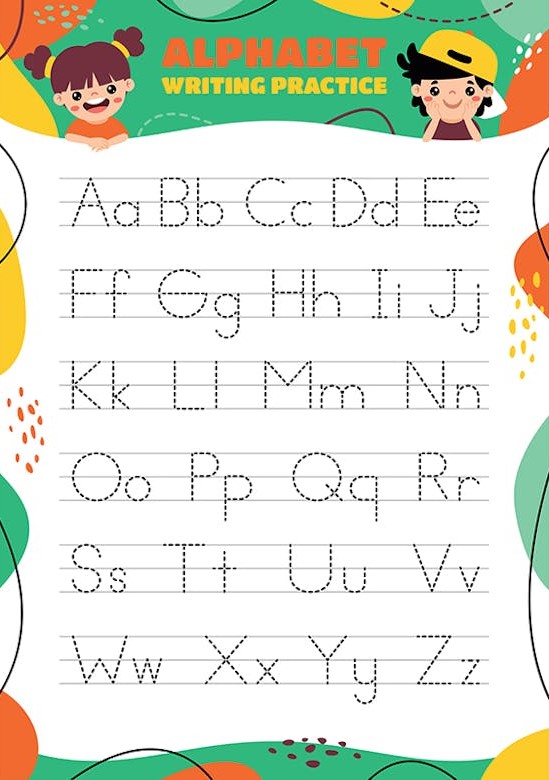 ALPHABET
WRITING PRACTICE
Aa Bb Cc Dd Ee
Ff Gg Hh Ii Jj
Kk Ll Mm Nn
Oo Pp Qq Rr
Ss Tt Uu Vv
Ww Xx Yy Zz